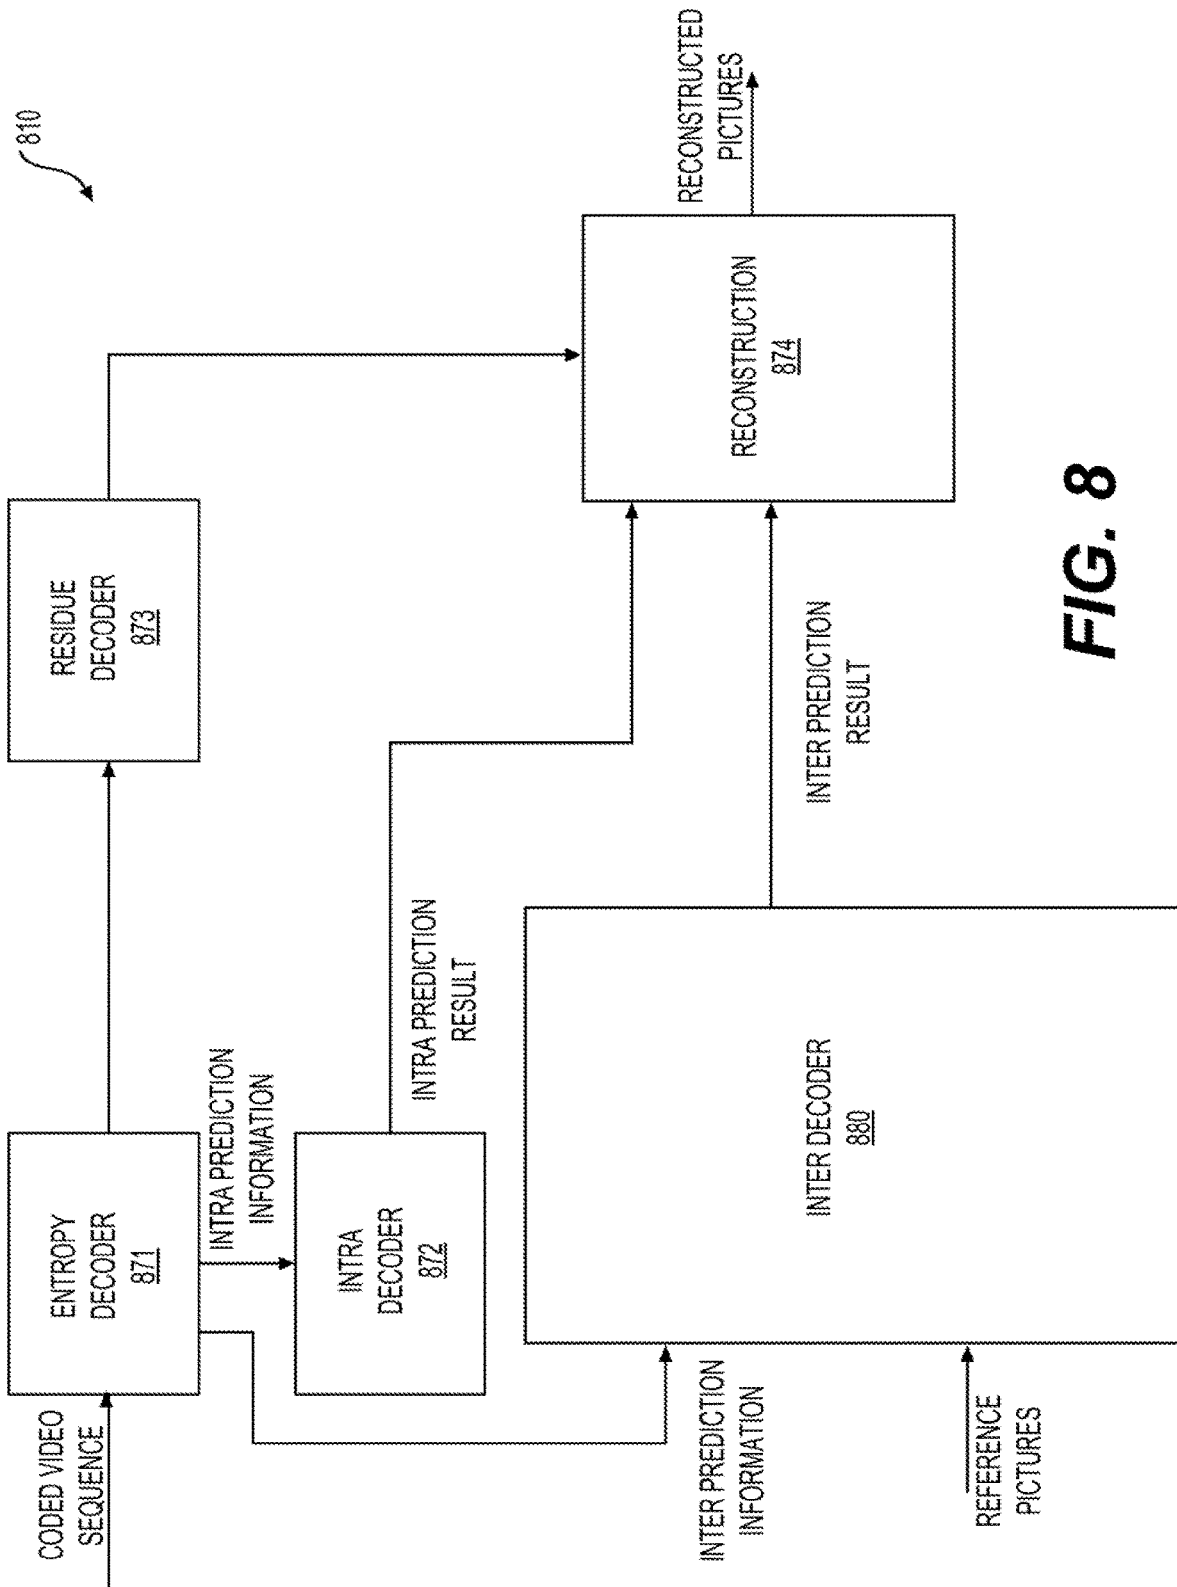 810
CODED VIDEO
SEQUENCE
ENTROPY
DECODER
871
RESIDUE
DECODER
873
INTRA PREDICTION
INFORMATION
INTRA
DECODER
872
INTRA PREDICTION
RESULT
INTER PREDICTION
INFORMATION
REFERENCE
PICTURES
INTER DECODER
880
INTER PREDICTION
RESULT
RECONSTRUCTION
874
RECONSTRUCTED
PICTURES
FIG. 8